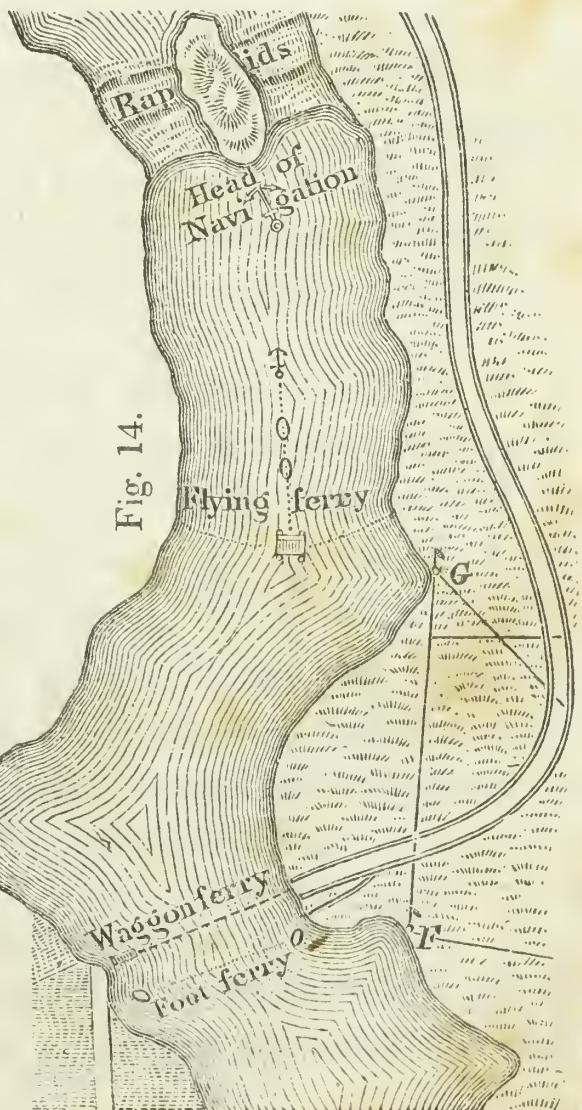 Rapids
Head of
Navigation
Fig. 14.
Flying ferry
G
Waggon ferry
F
Foot ferry